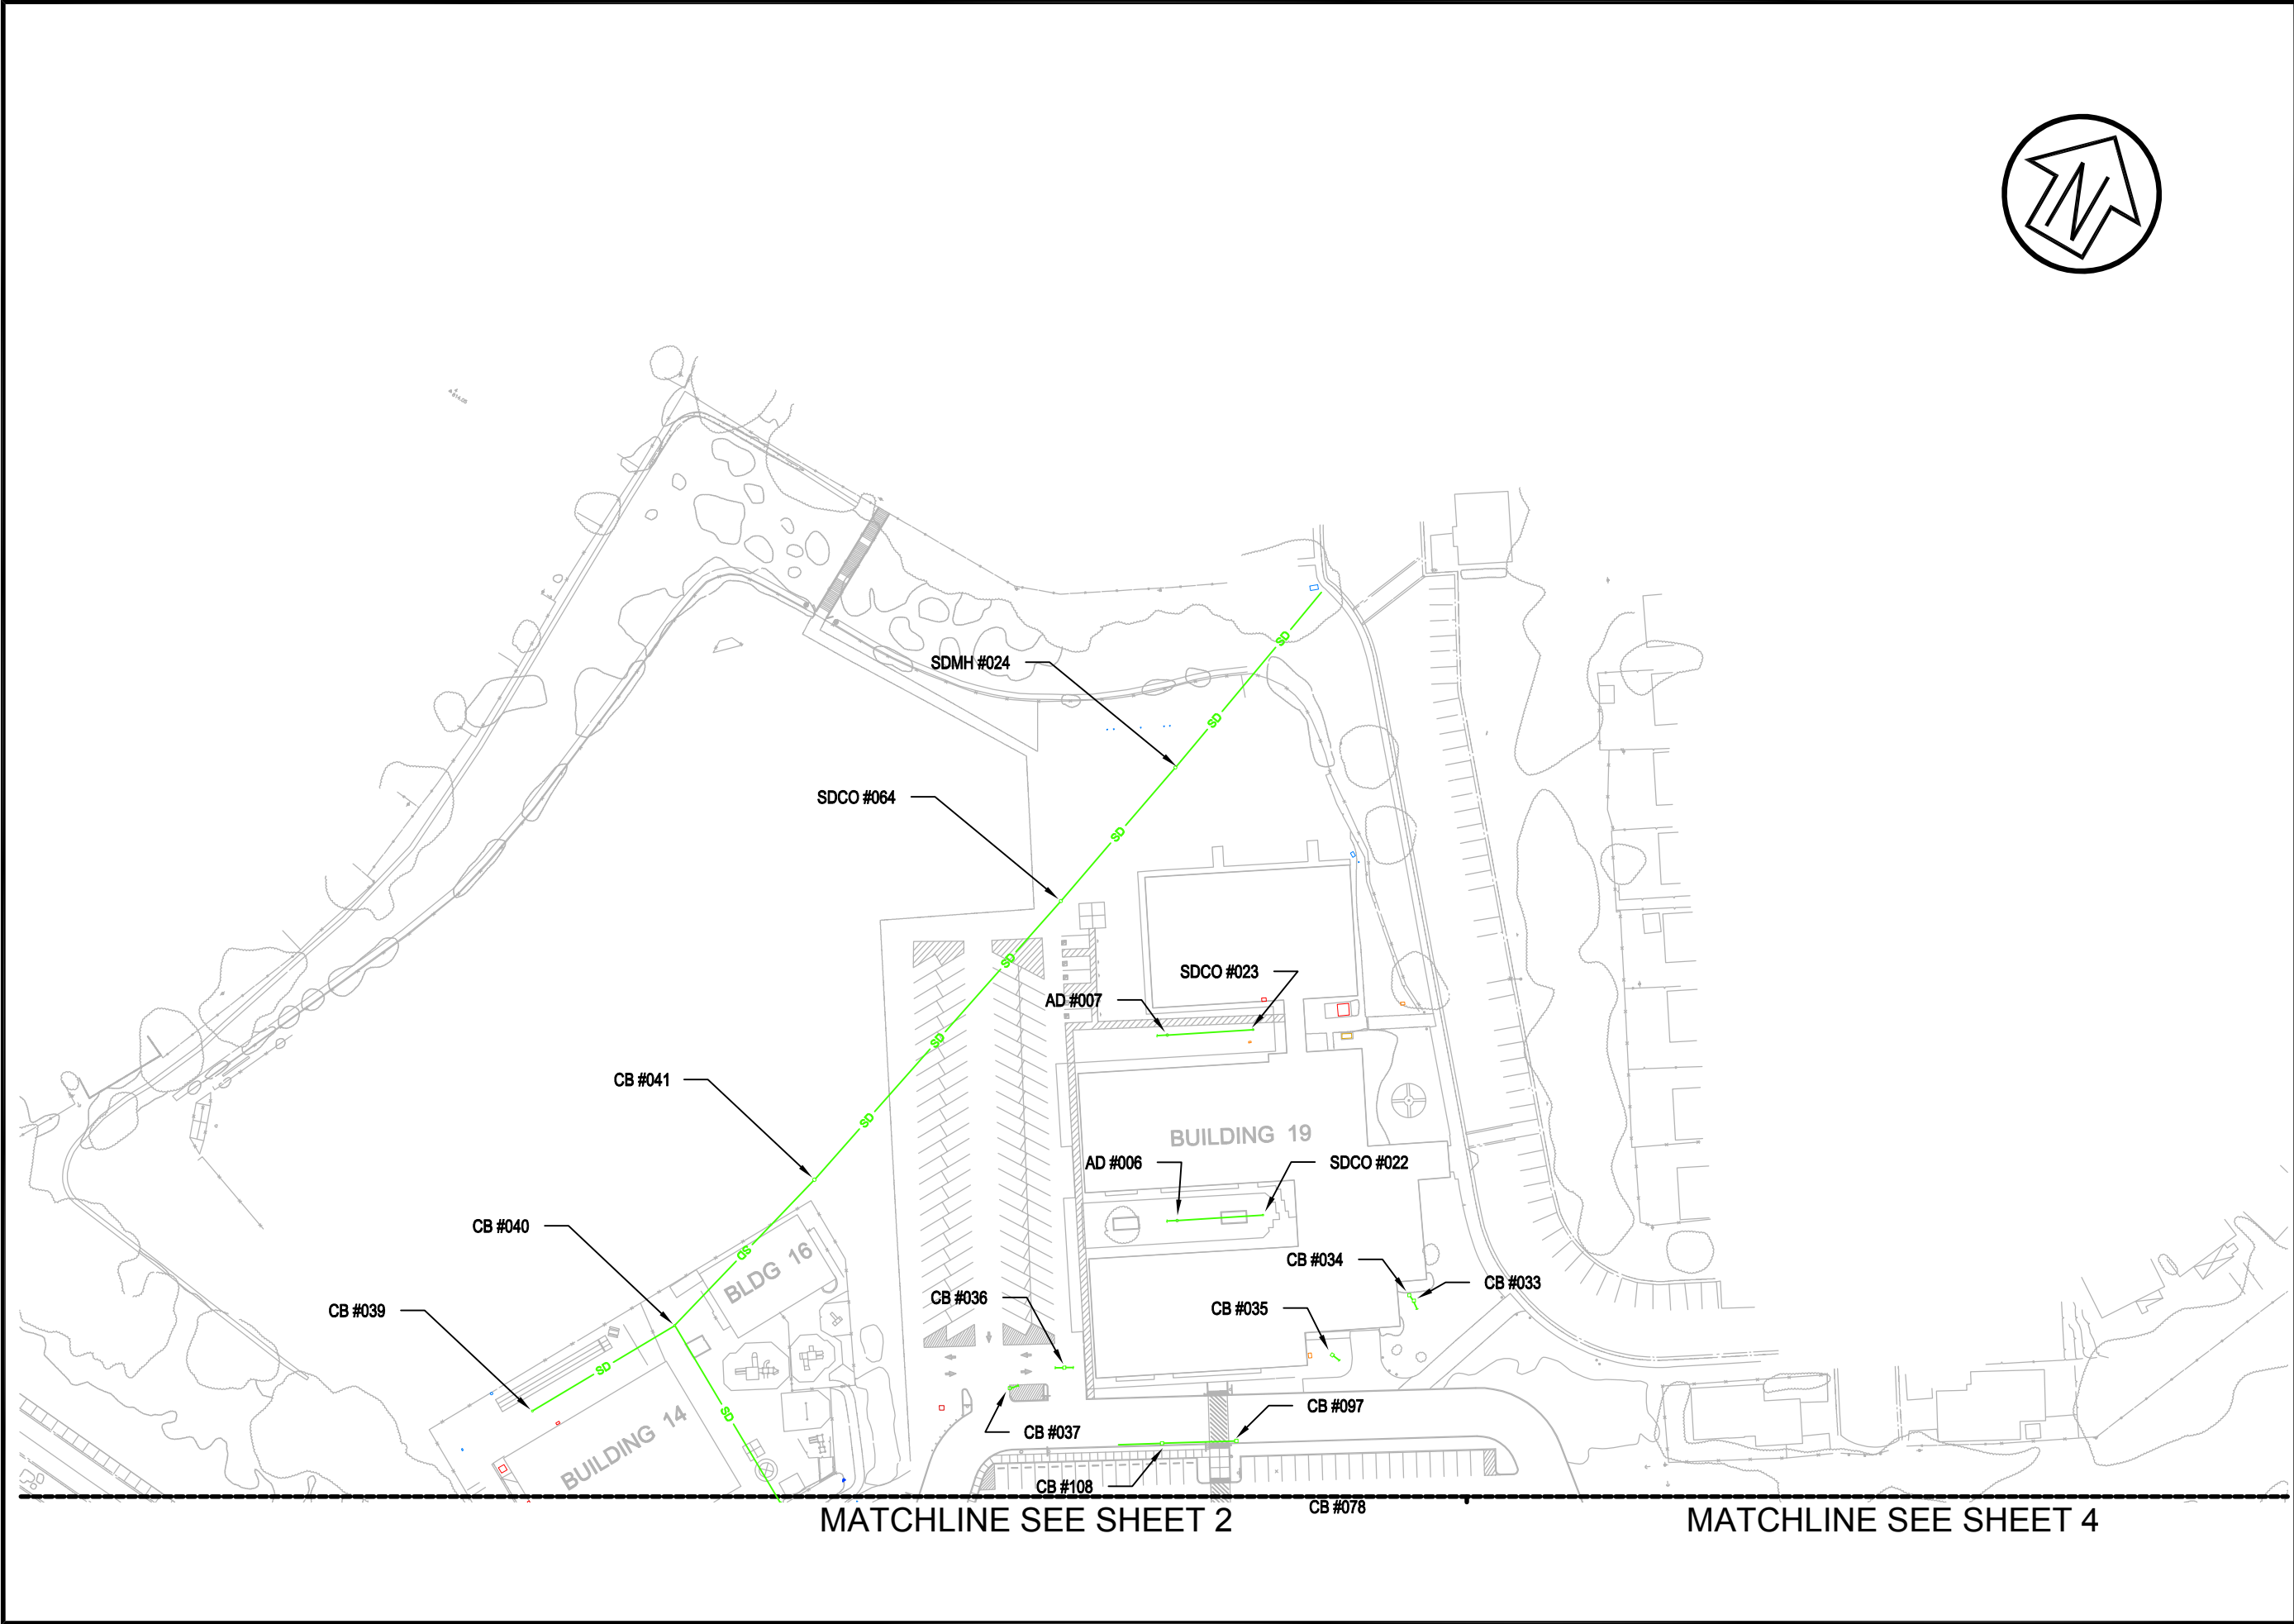 N
SD
SDMH #024
SD
SDCO #064
SD
SD
SDCO #023
AD #007
SD
CB #041
SD
BUILDING 19
AD #006
SDCO #022
CB #040
SD
BLDG 16
CB #034
CB #033
CB #036
CB #035
CB #039
SD
SD
BUILDING 14
CB #097
CB #037
CB #108
CB #078
MATCHLINE SEE SHEET 2
MATCHLINE SEE SHEET 4